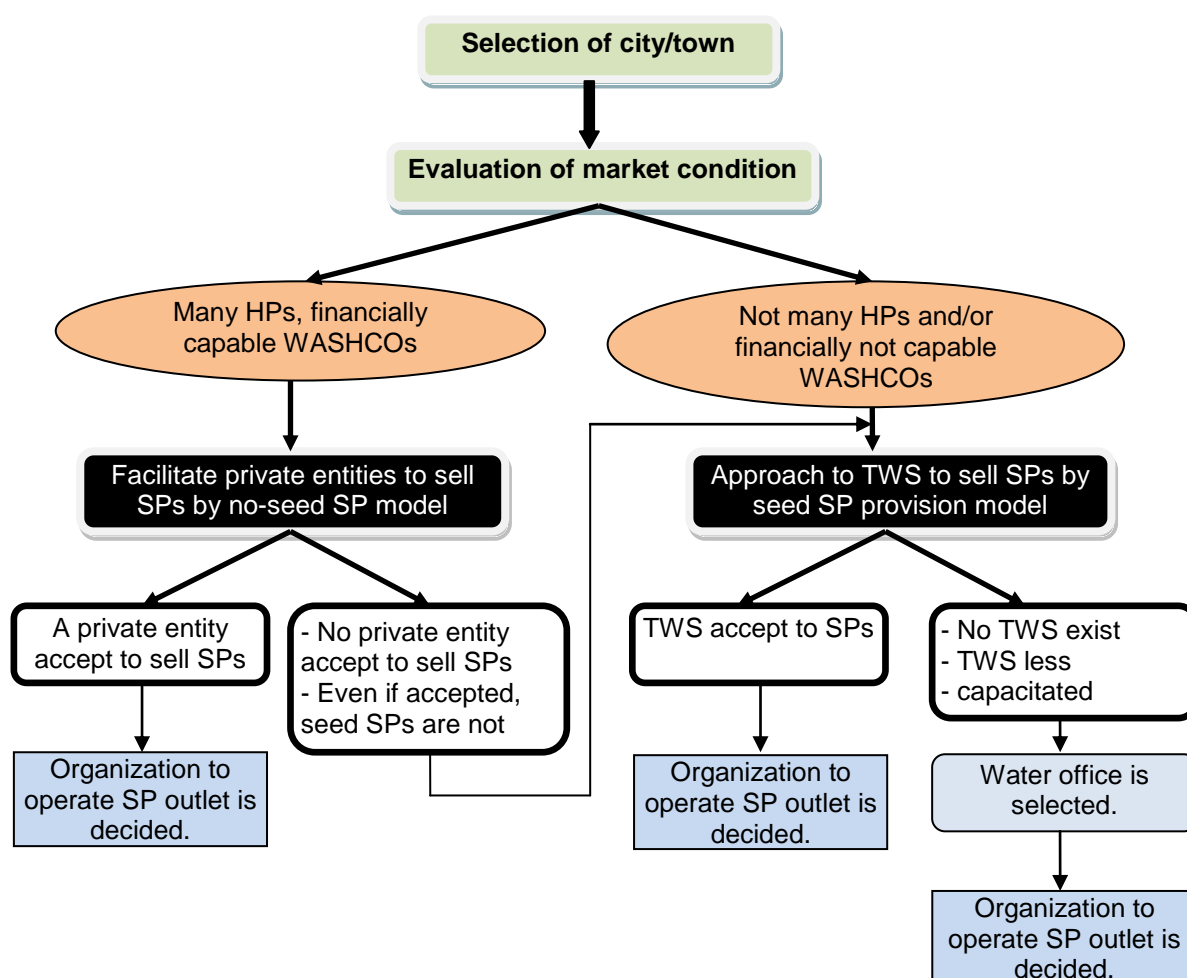 Selection of city/town
Evaluation of market condition
Many HPs, financially
capable WASHCOs
Not many HPs and/or
financially not capable
WASHCOs
Facilitate private entities to sell
SPs by no-seed SP model
Approach to TWS to sell SPs by
seed SP provision model
A private entity
accept to sell SPs
- No private entity
accept to sell SPs
- Even if accepted,
seed SPs are not
TWS accept to SPs
- No TWS exist
- TWS less
- capacitated
Organization to
operate SP outlet is
decided.
Organization to
operate SP outlet is
decided.
Water office is
selected.
Organization to
operate SP outlet is
decided.